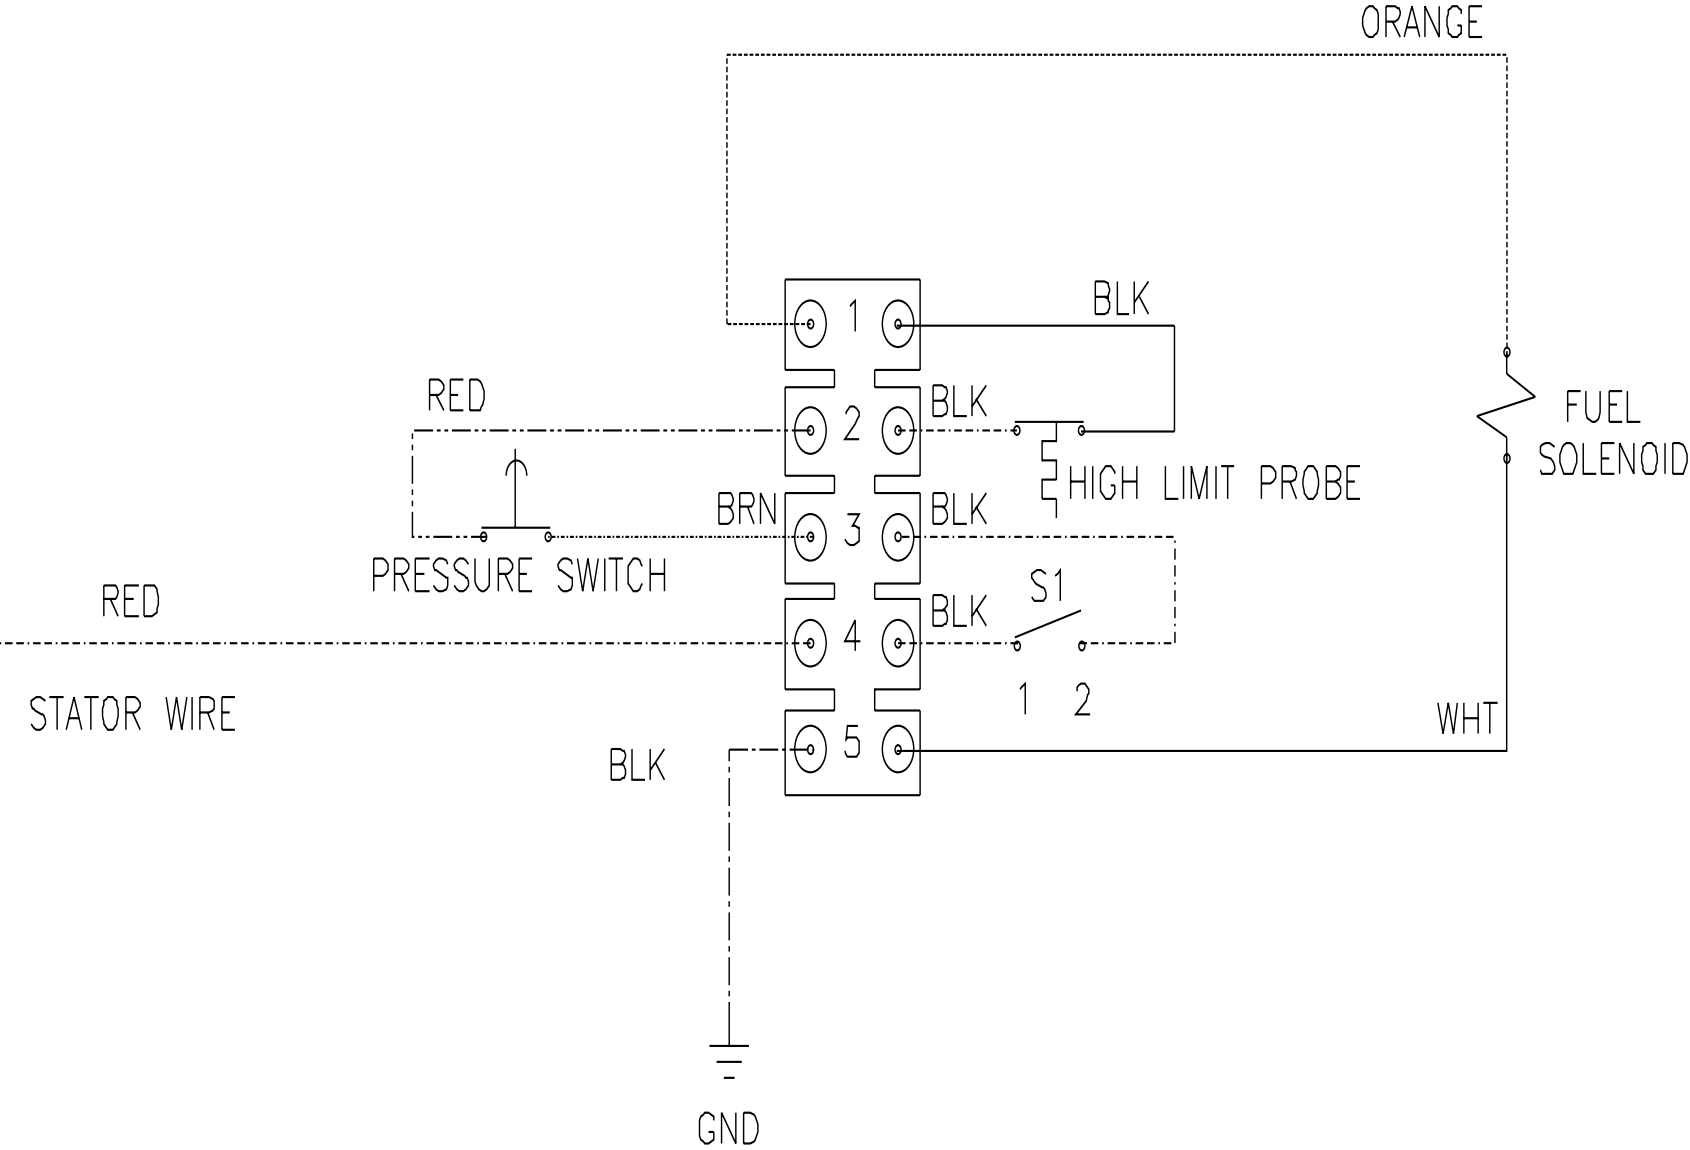 ORANGE
1
BLK
RED
2
BLK
FUEL
SOLENOID
HIGH LIMIT PROBE
BRN
3
BLK
PRESSURE SWITCH
RED
S1
BLK
4
STATOR WIRE
1 2
WHT
BLK
5
GND